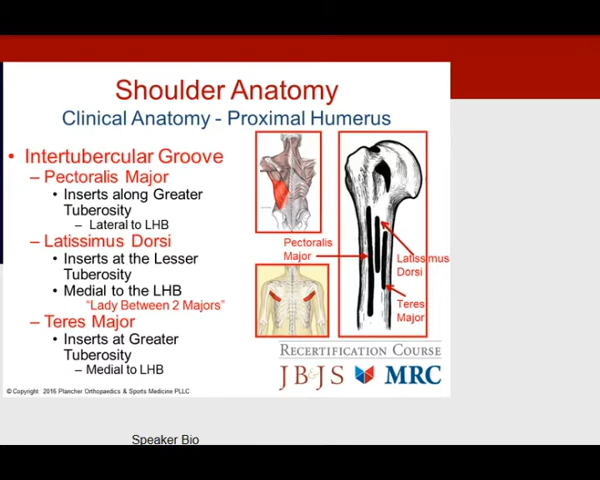 Shoulder Anatomy
Clinical Anatomy - Proximal Humerus
• Intertubercular Groove
– Pectoralis Major
• Inserts along Greater
Tuberosity
– Lateral to LHB
– Latissimus Dorsi
• Inserts at the Lesser
Tuberosity
• Medial to the LHB
"Lady Between 2 Majors"
– Teres Major
• Inserts at Greater
Tuberosity
– Medial to LHB
Pectoralis
Major
Latissimus
Dorsi
Teres
Major
RECERTIFICATION COURSE
JB&JS MRC
© Copyright 2016 Plancher Orthopaedics & Sports Medicine PLLC
Speaker Bio